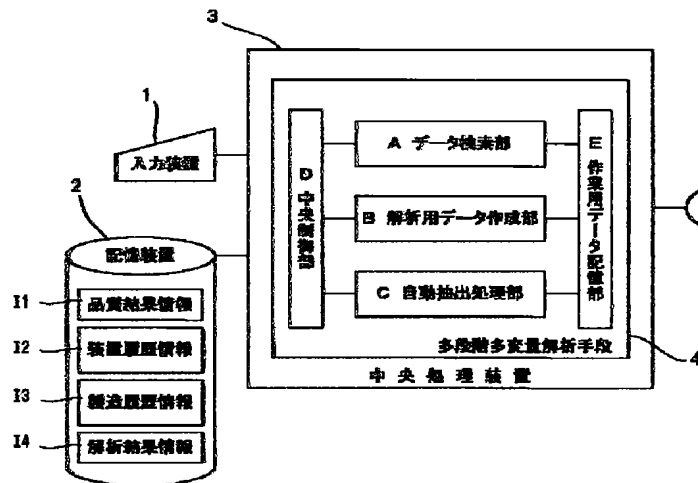 3
1
入力装置
2
記憶装置
I1
品質結果情報
I2
装置履歴情報
I3
製造履歴情報
I4
解析結果情報
D 中央制御部
A データ検索部
B 解析用データ作成部
C 自動抽出処理部
E 作業用データ記憶部
多段階多変量解析手段
4
中央処理装置